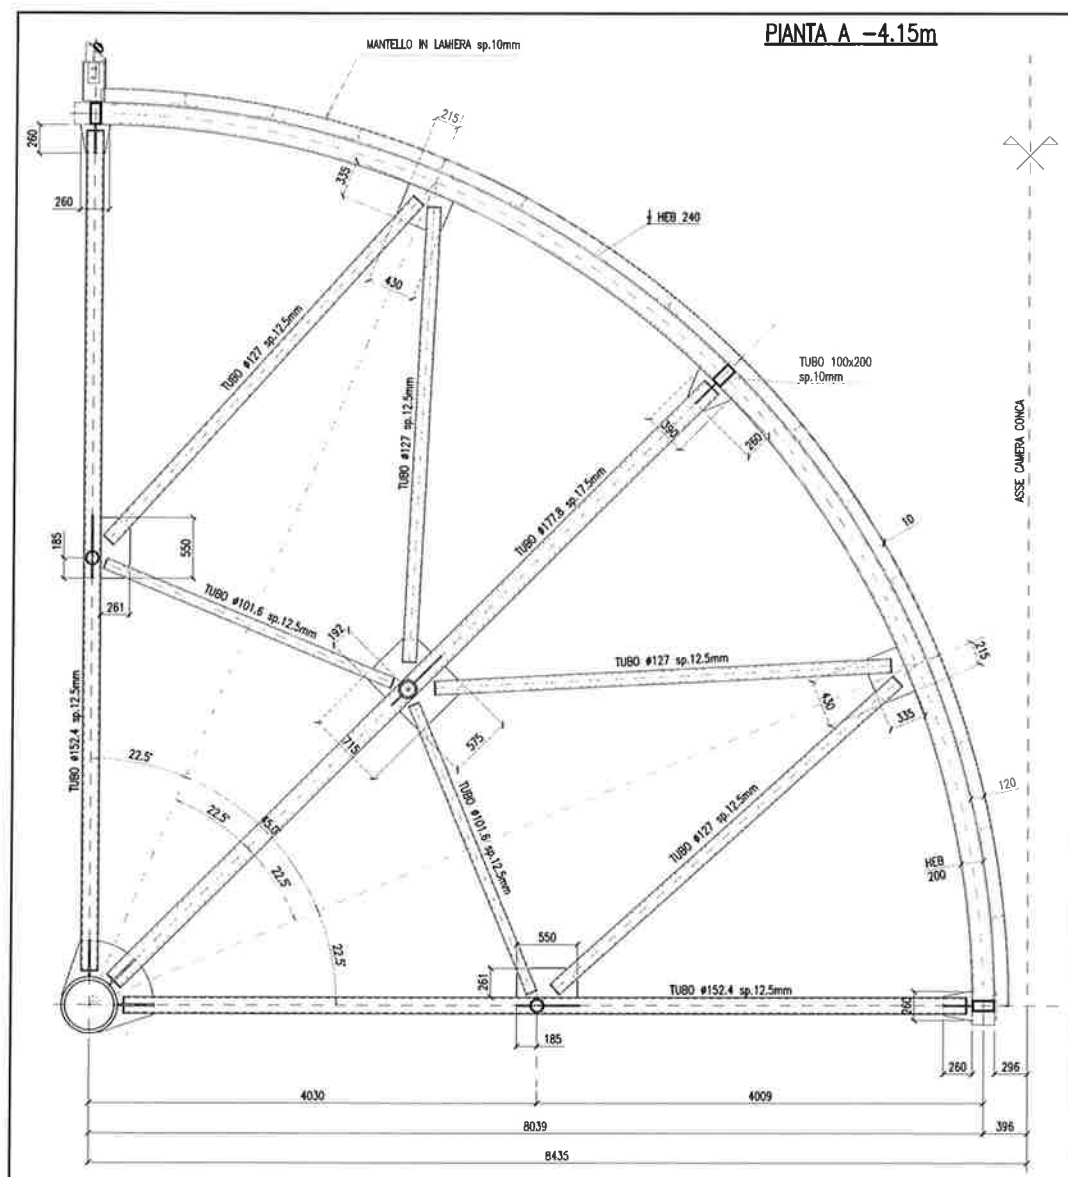 PIANTA A -4.15m
MANTELLO IN LAMIERA sp.10mm
215
260
335
260
½ HEB 240
430
TUBO ø127 sp.12.5mm
TUBO 100x200
sp.10mm
TUBO ø127 sp.12.5mm
390
260
ASSE CAMERA CONCA
TUBO ø177.8 sp.17.5mm
10
185
550
261
TUBO ø101.6 sp.12.5mm
192
215
TUBO ø127 sp.12.5mm
430
335
TUBO ø152.4 sp.12.5mm
715
575
22.5°
120
22.5°
45.0°
TUBO ø101.6 sp.12.5mm
TUBO ø127 sp.12.5mm
22.5°
HEB
200
22.5°
550
261
TUBO ø152.4 sp.12.5mm
260
185
260
296
4030
4009
8039
396
8435